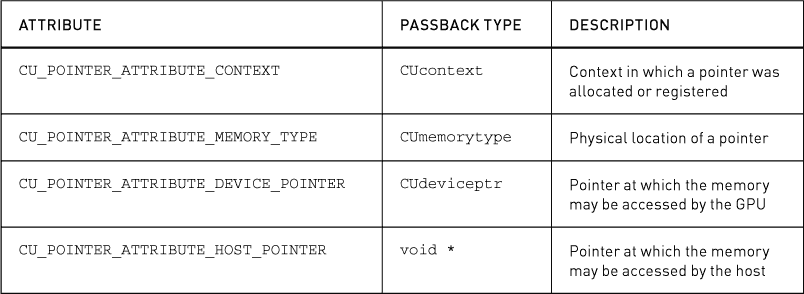 ATTRIBUTE PASSBACK TYPE DESCRIPTION
CU_POINTER_ATTRIBUTE_CONTEXT CUcontext Context in which a pointer was
allocated or registered
CU_POINTER_ATTRIBUTE_MEMORY_TYPE CUmemorytype Physical location of a pointer
CU_POINTER_ATTRIBUTE_DEVICE_POINTER CUdeviceptr Pointer at which the memory
may be accessed by the GPU
CU_POINTER_ATTRIBUTE_HOST_POINTER void * Pointer at which the memory
may be accessed by the host